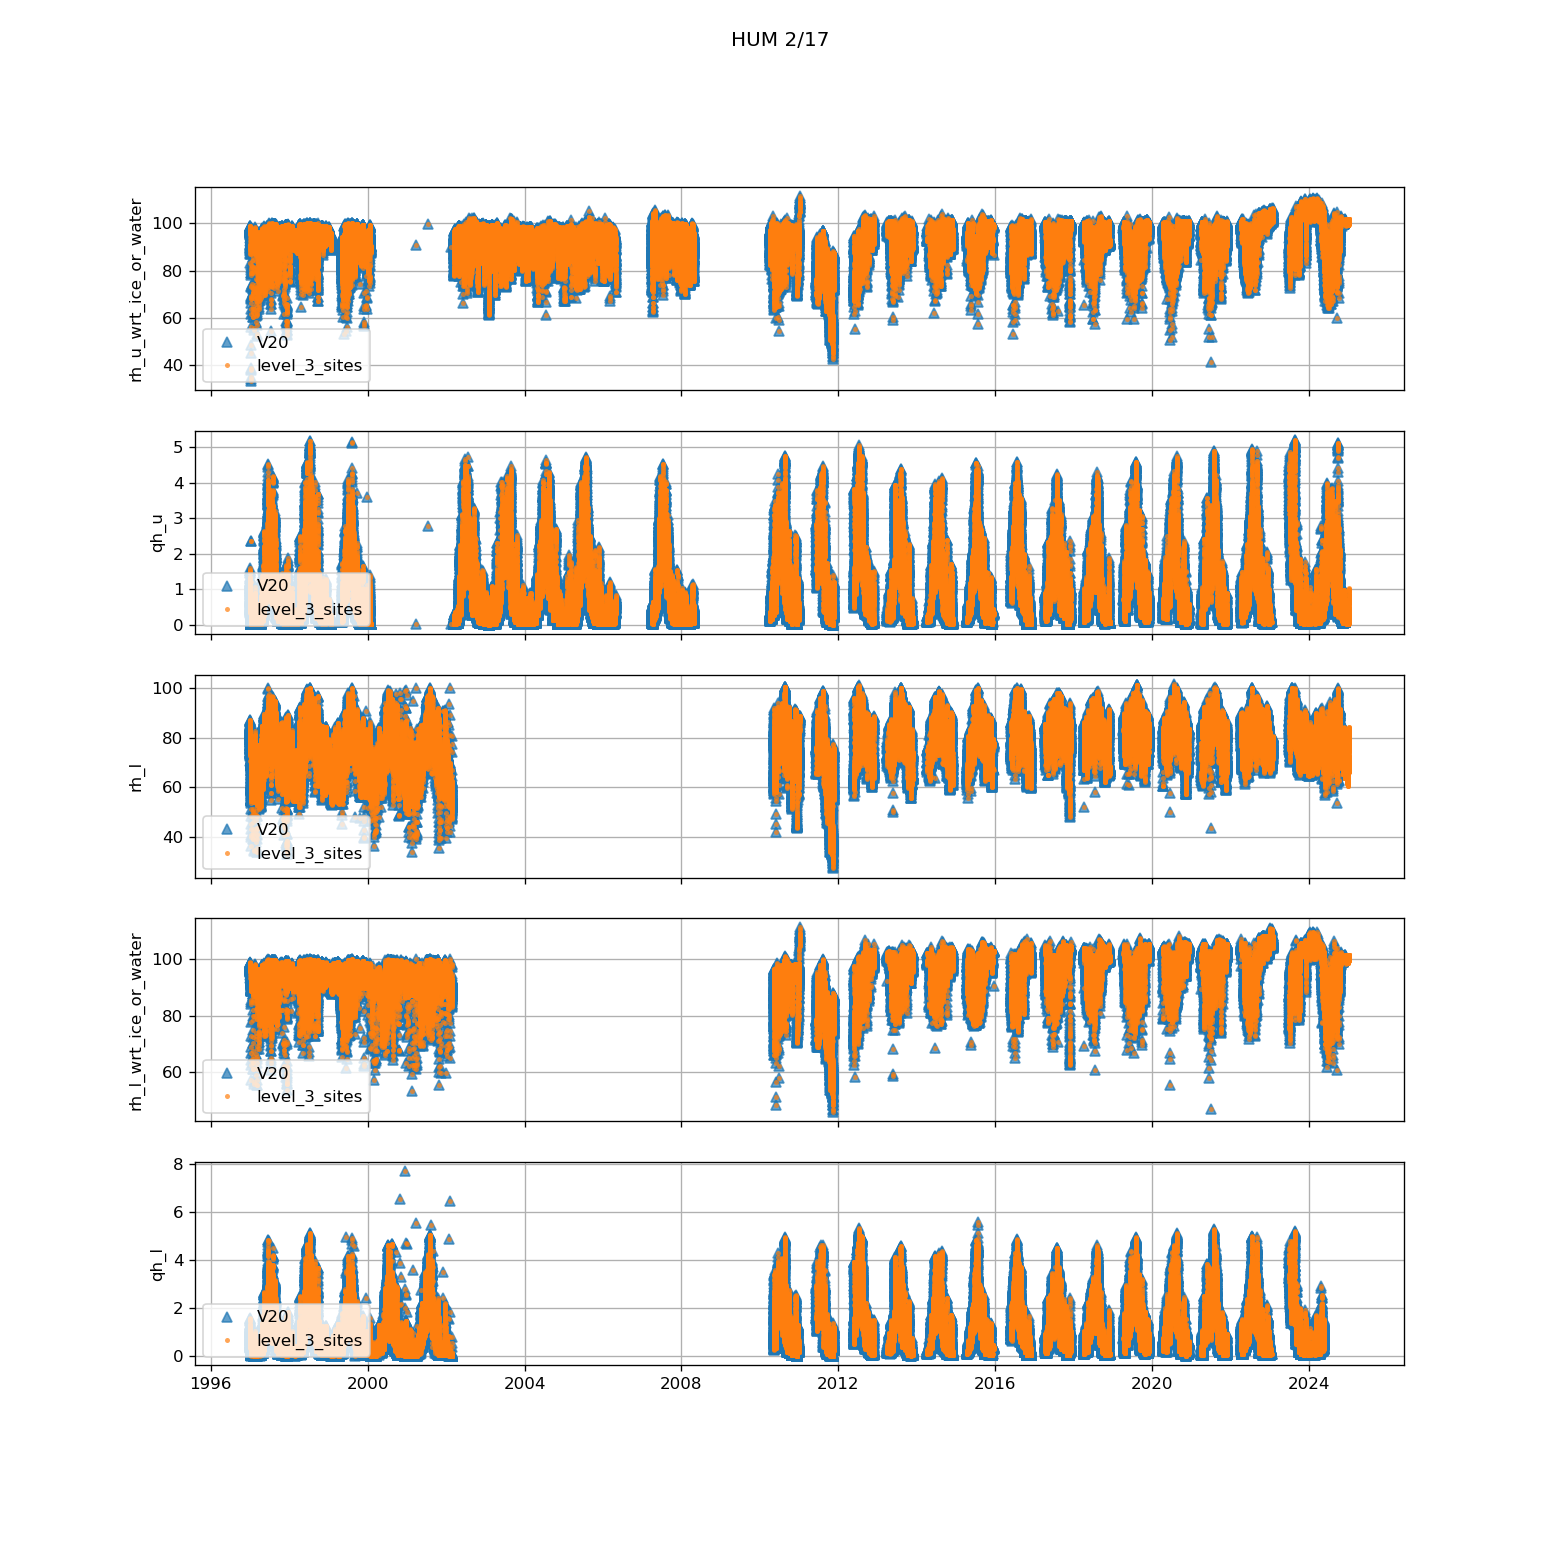 HUM 2/17
rh_u_wrt_ice_or_water
100
80
60
40
V20
level_3_sites
qh_u
5
4
3
2
1
0
V20
level_3_sites
rh_l
100
80
60
40
V20
level_3_sites
rh_l_wrt_ice_or_water
100
80
60
V20
level_3_sites
qh_l
8
6
4
2
0
V20
level_3_sites
1996 2000 2004 2008 2012 2016 2020 2024